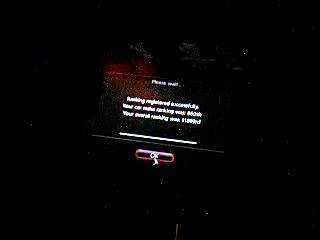 Please wait...
Ranking registered successfully.
Your car make ranking was:
Your overall ranking was:
OK